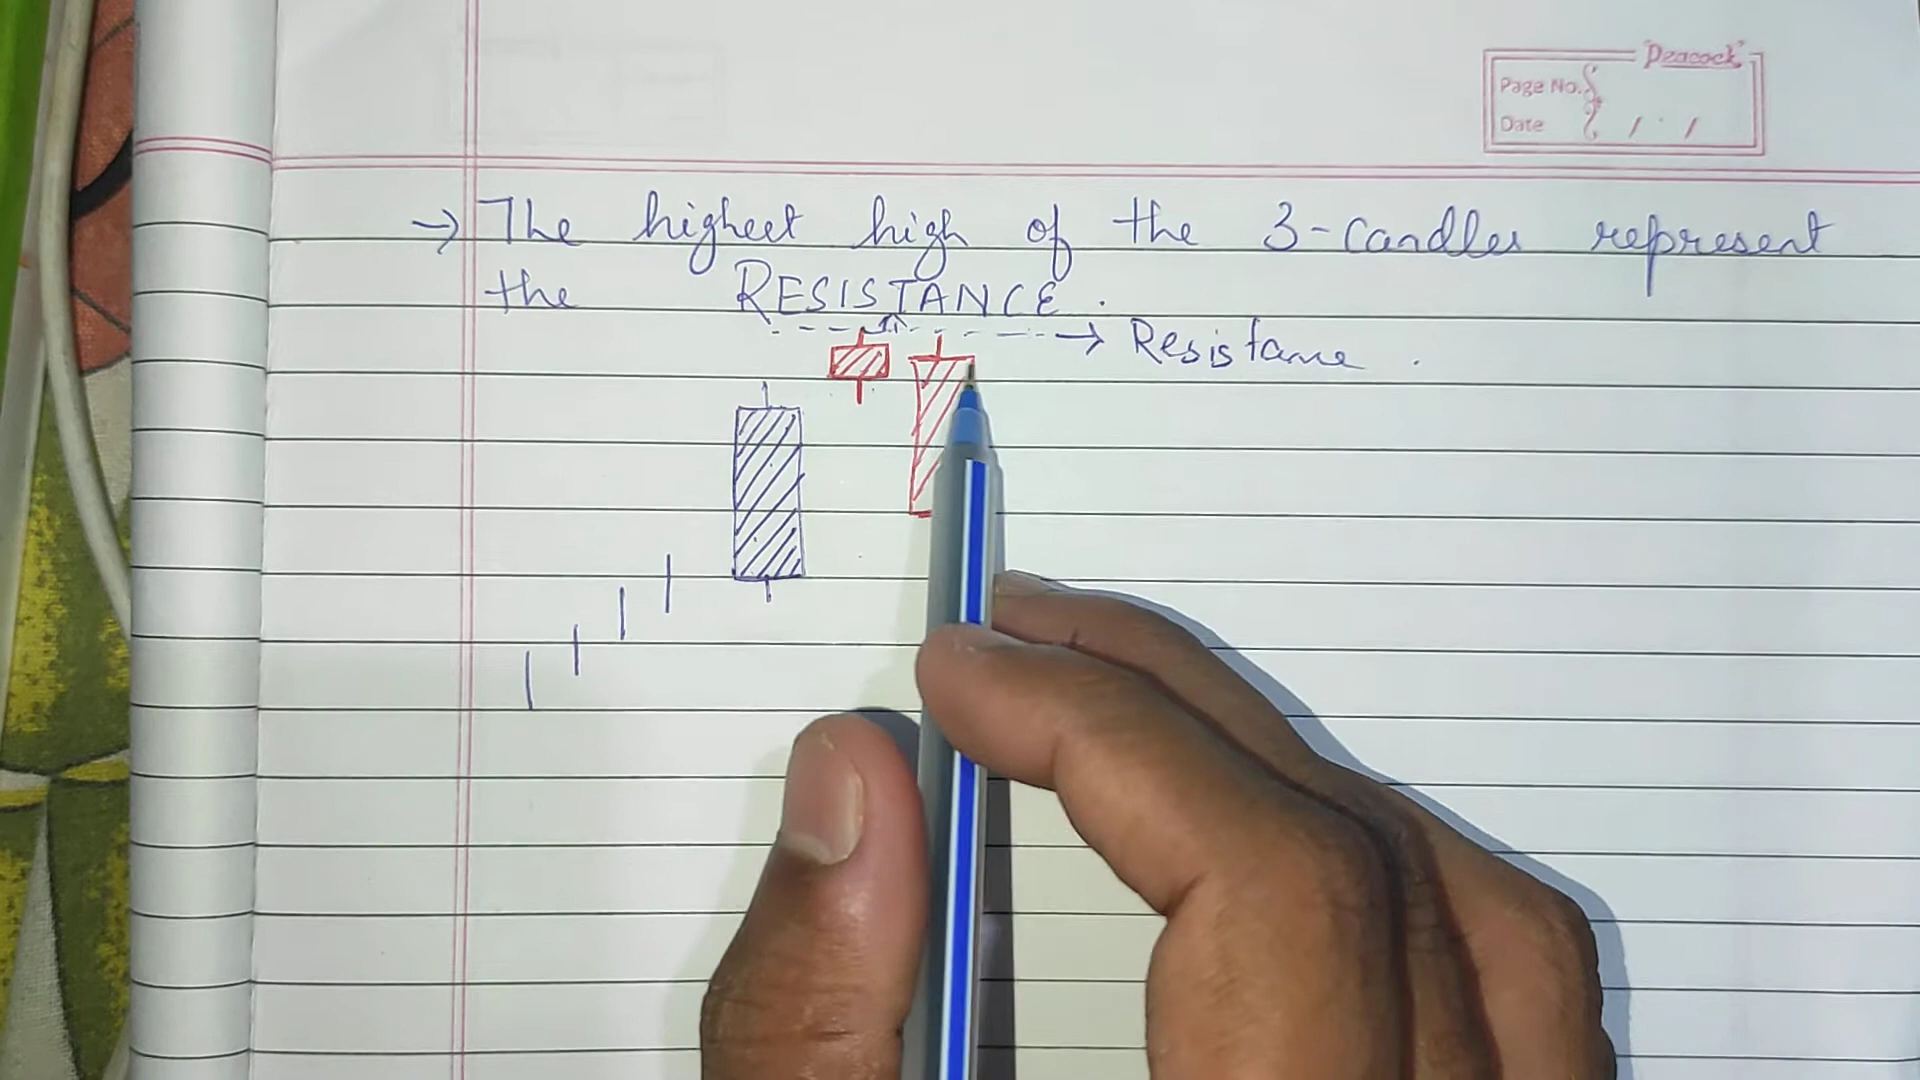 Peacock
Page No.
Date / /
→ The highest high of the 3-candles represent
the RESISTANCE.
→ Resistance.